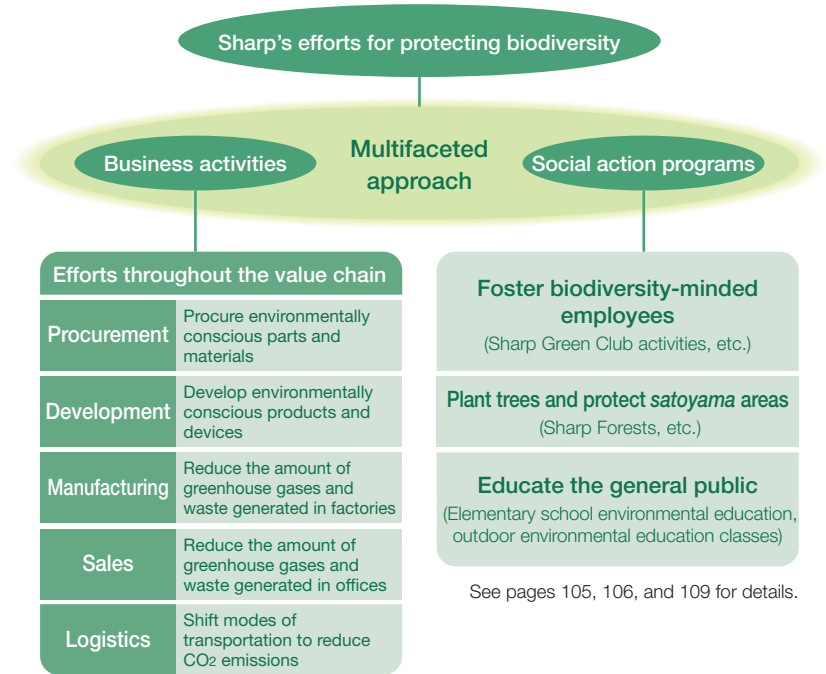 Sharp's efforts for protecting biodiversity
Multifaceted
approach
Business activities
Social action programs
Efforts throughout the value chain
Procurement
Procure environmentally
conscious parts and
materials
Development
Develop environmentally
conscious products and
devices
Manufacturing
Reduce the amount of
greenhouse gases and
waste generated in factories
Sales
Reduce the amount of
greenhouse gases and
waste generated in offices
Logistics
Shift modes of
transportation to reduce
CO2 emissions
Foster biodiversity-minded
employees
(Sharp Green Club activities, etc.)
Plant trees and protect satoyama areas
(Sharp Forests, etc.)
Educate the general public
(Elementary school environmental education,
outdoor environmental education classes)
See pages 105, 106, and 109 for details.